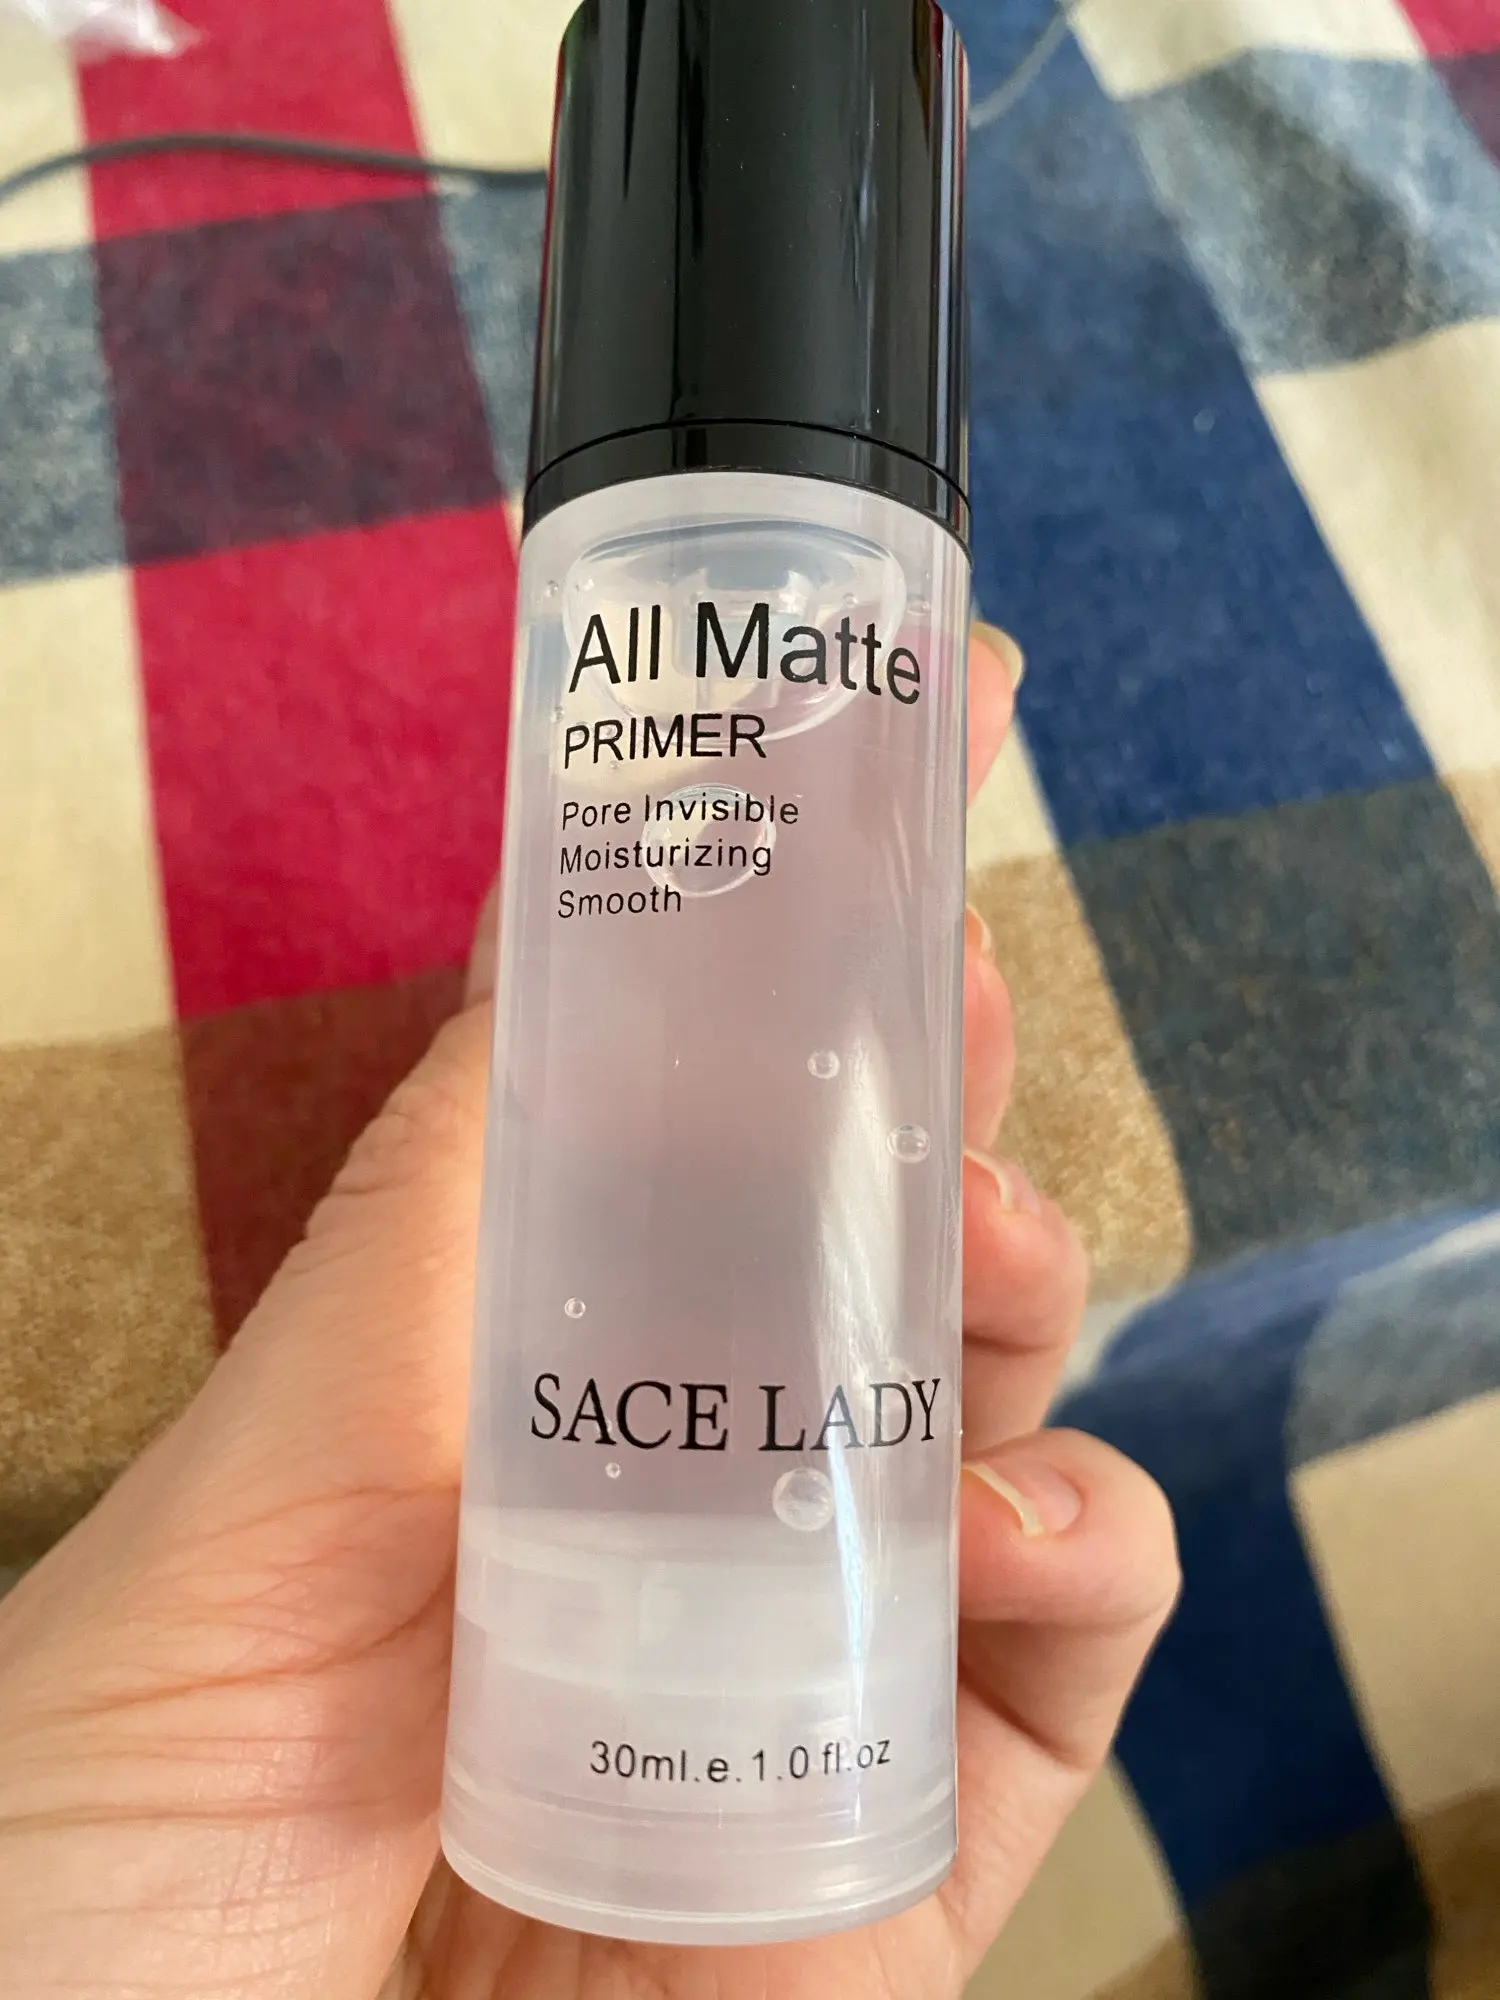 All Matte
PRIMER
Pore Invisible
Moisturizing
Smooth
SACE LADY
30ml.e.1.0 fl.oz